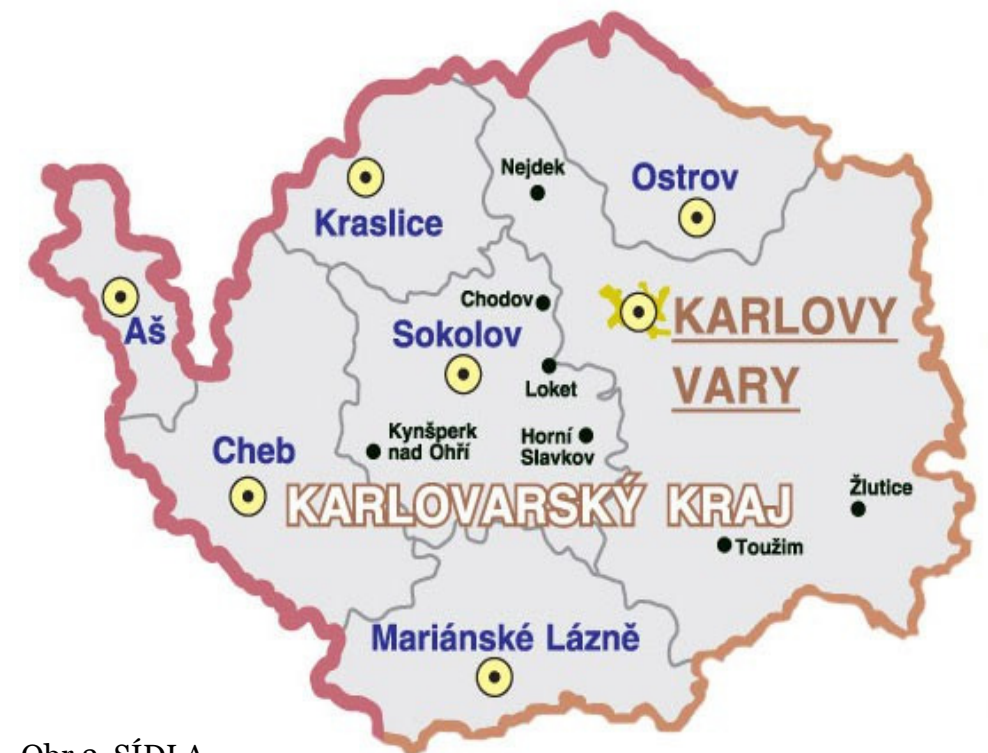 Nejdek
Ostrov
Kraslice
Chodov
KARLOVY
VARY
Aš
Sokolov
Loket
Cheb
Kynšperk
nad Ohří
Horní
Slavkov
KARLOVARSKÝ KRAJ
Žlutice
Toužim
Mariánské Lázně
SÍDLA